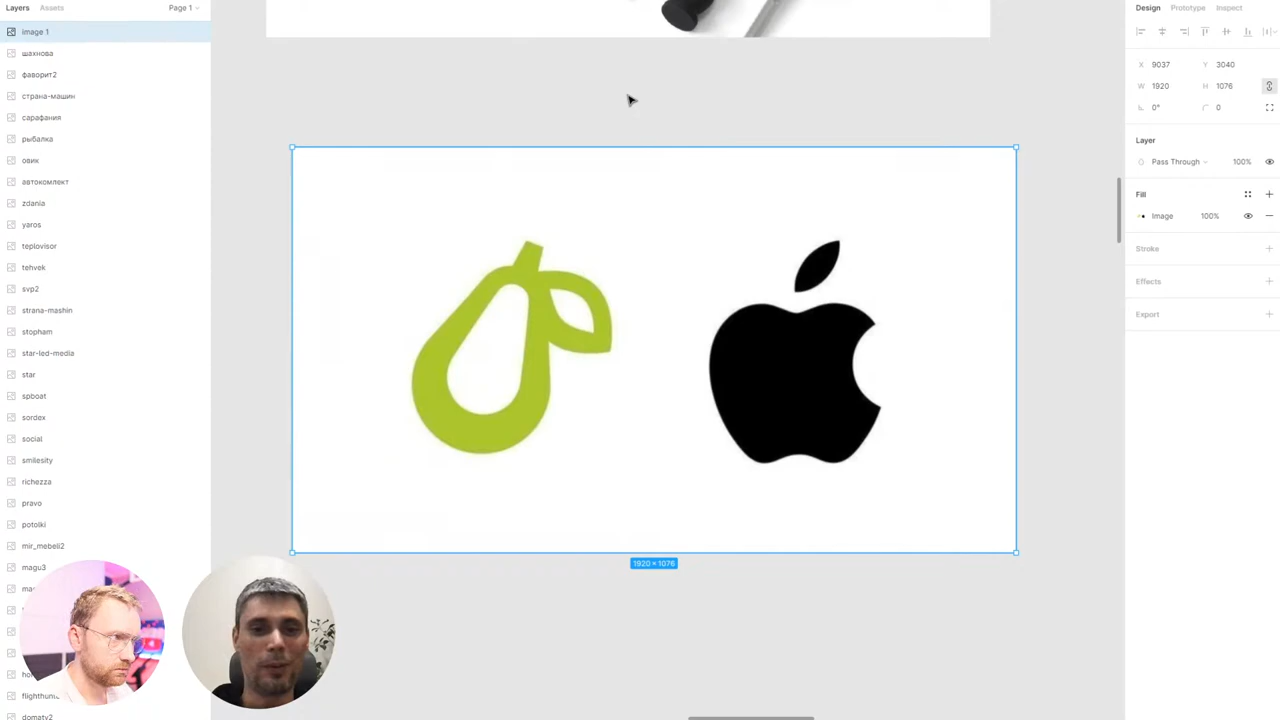 Layers Assets Page 1
image 1
шахнова
фаворит2
страна-машин
сарафания
рыбалка
овик
автокомлект
zdania
yaros
teplovisor
tehvek
svp2
strana-mashin
stopham
star-led-media
star
spboat
sordex
social
smilesity
richezza
pravo
potolki
mir_mebeli2
magu3
flighthunt
domatv2
1920 × 1076
Design Prototype Inspect
X 9037 Y 3040
W 1920 H 1076
0° 0
Layer
Pass Through 100%
Fill
Image 100%
Stroke
Effects
Export